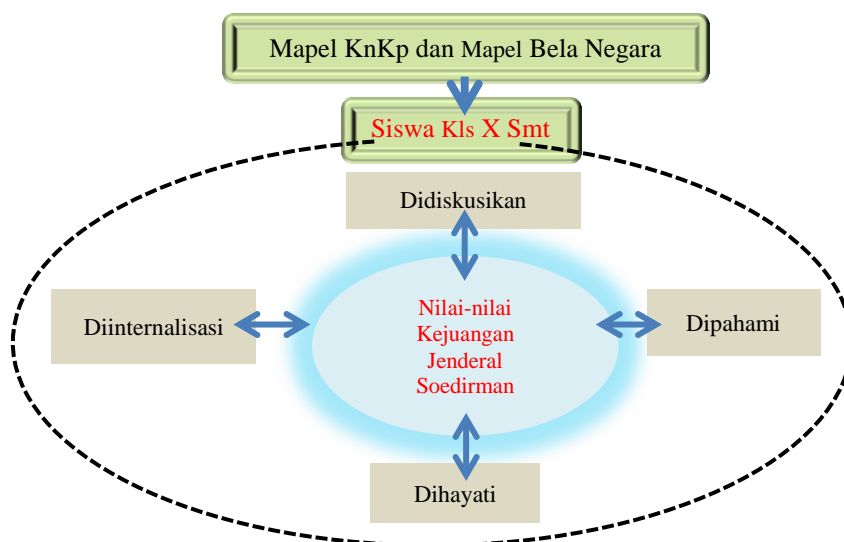 Mapel KnKp dan Mapel Bela Negara
Siswa Kls X Smt
Didiskusikan
Diinternalisasi
Nilai-nilai
Kejuangan
Jenderal
Soedirman
Dipahami
Dihayati